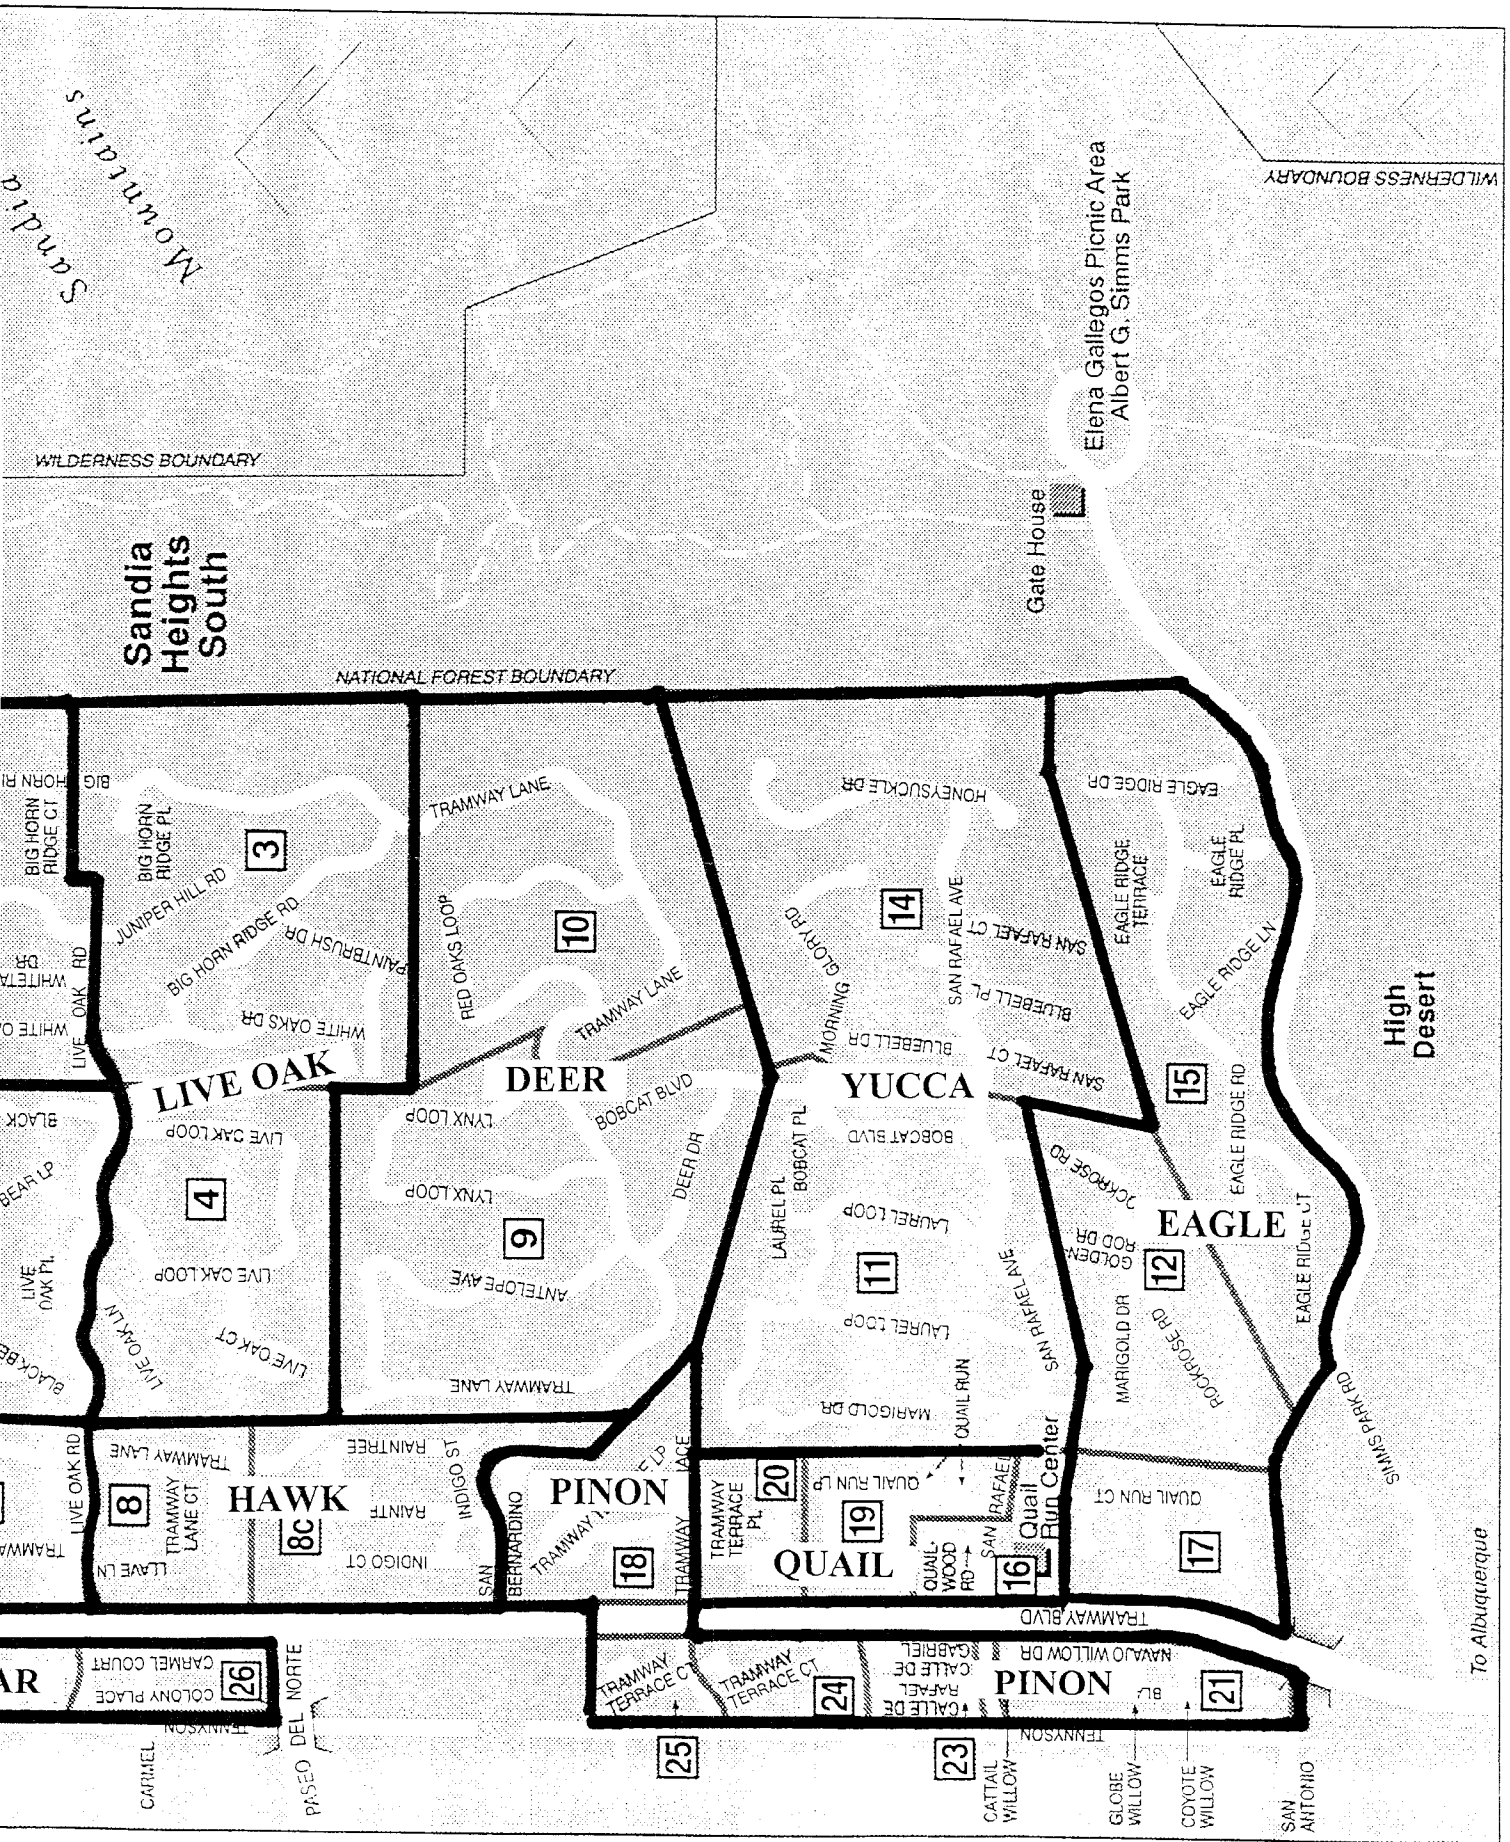 Sandia
Mountains
WILDERNESS BOUNDARY
WILDERNESS BOUNDARY
Elena Gallegos Picnic Area
Albert G. Simms Park
Gate House
Sandia
Heights
South
NATIONAL FOREST BOUNDARY
BIG HORN
RIDGE CT
BIG HORN
RIDGE PL
3
JUNIPER HILL RD
BIG HORN RIDGE RD
PAINTBRUSH DR
WHITE OAKS DR
LIVE OAK RD
LIVE OAK
TRAMWAY LANE
RED OAKS LOOP
10
TRAMWAY LANE
DEER
HONEYSUCKLE DR
MORNING GLORY RD
14
SAN RAFAEL AVE
SAN RAFAEL CT
BLUEBELL PL
BLUEBELL DR
SAN RAFAEL CT
YUCCA
EAGLE RIDGE DR
EAGLE RIDGE
TERRACE
EAGLE
RIDGE PL
EAGLE RIDGE LN
15
EAGLE RIDGE RD
EAGLE RIDGE RD
EAGLE
EAGLE RIDGE CT
High
Desert
BLACK
BEAR LP
LIVE
OAK PL
LIVE OAK LOOP
4
LIVE OAK LOOP
LIVE OAK LN
LIVE OAK CT
LYNX LOOP
LYNX LOOP
BOBCAT BLVD
DEER DR
9
ANTELOPE AVE
TRAMWAY LANE
BOBCAT PL
LAUREL PL
BOBCAT BLVD
LAUREL LOOP
11
LAUREL LOOP
SAN RAFAEL AVE
MARIGOLD DR
QUAIL RUN
GOLDEN-
ROD DR
12
MARIGOLD DR
ROCKROSE RD
SIMMS PARK RD
LIVE OAK RD
TRAMWAY LANE
8
TRAMWAY
LANE CT
LLAVE LN
HAWK
8C
RAINTREE
INDIGO ST
INDIGO CT
SAN
BERNARDINO
PINON
18
TRAMWAY
TRAMWAY
TERRACE
PL
20
QUAIL RUN LP
19
QUAIL
QUAIL-
WOOD
RD
SAN RAFAEL
Quail
Run Center
16
QUAIL RUN CT
17
TRAMWAY BLVD
CARMEL COURT
COLONY PLACE
26
TENNYSON
CARMEL
PASEO DEL NORTE
TRAMWAY
TERRACE CT
25
TRAMWAY
TERRACE CT
24
CALLE DE
GABRIEL
CALLE DE
RAFAEL
23
NAVAJO WILLOW DR
PINON
21
TENNYSON
CATTAIL
WILLOW
GLOBE
WILLOW
COYOTE
WILLOW
SAN
ANTONIO
To Albuquerque